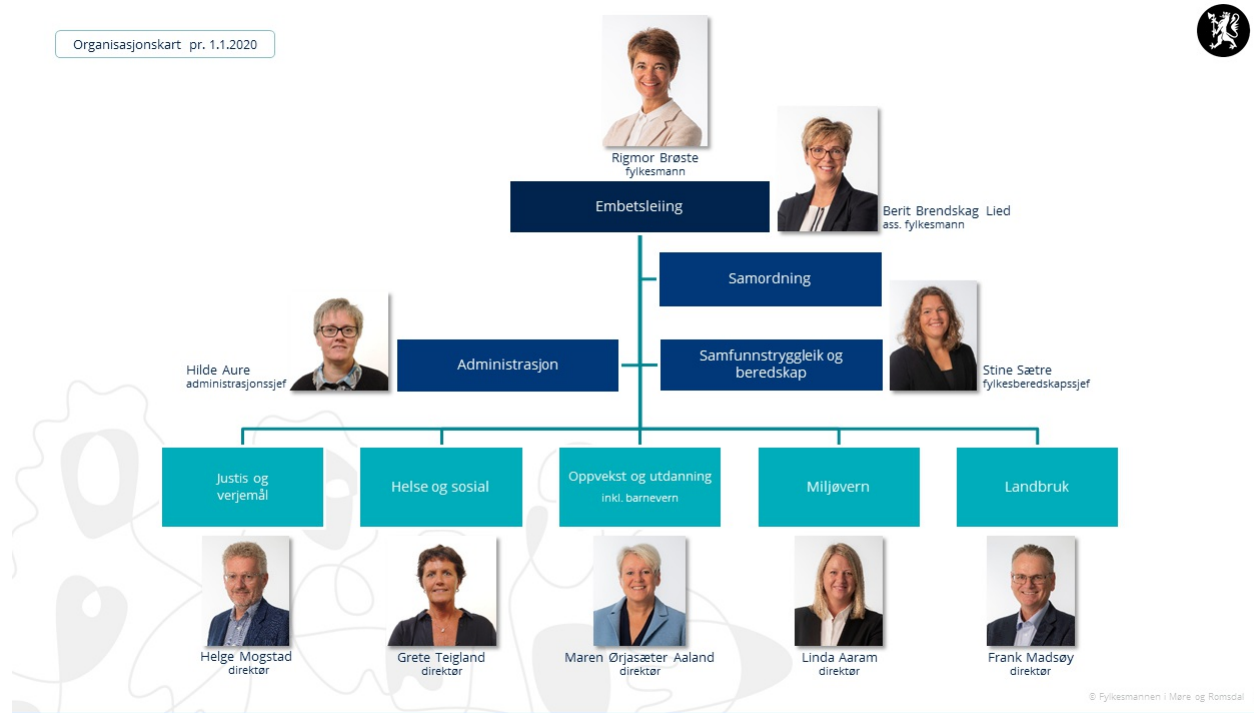 Organisasjonskart pr. 1.1.2020
Rigmor Brøste
fylkesmann
Embetsleiing
Berit Brendskag Lied
ass. fylkesmann
Samordning
Hilde Aure
administrasjonssjef
Administrasjon
Samfunnstryggleik og
beredskap
Stine Sætre
fylkesberedskapssjef
Justis og
verjemål
Helse og sosial
Oppvekst og utdanning
inkl. barnevern
Miljøvern
Landbruk
Helge Mogstad
direktør
Grete Teigland
direktør
Maren Ørjasæter Aaland
direktør
Linda Aaram
direktør
Frank Madsøy
direktør
© Fylkesmannen i Møre og Romsdal